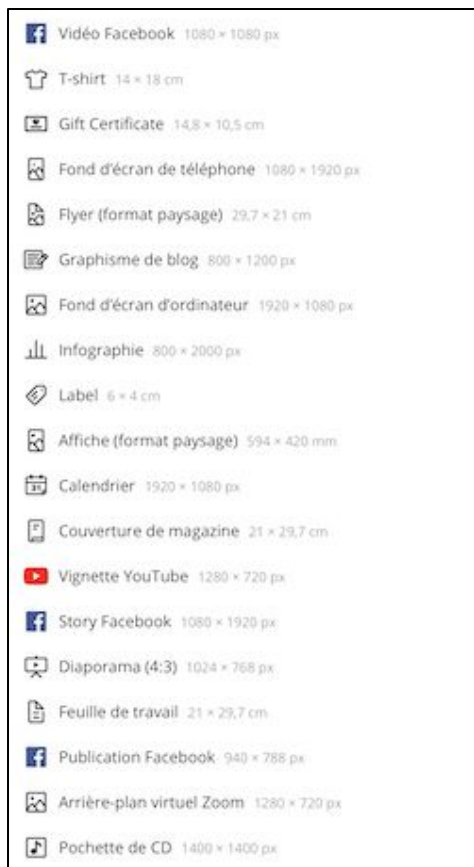 Vidéo Facebook 1080 × 1080 px
T-shirt 14 × 18 cm
Gift Certificate 14,8 × 10,5 cm
Fond d'écran de téléphone 1080 × 1920 px
Flyer (format paysage) 29,7 × 21 cm
Graphisme de blog 800 × 1200 px
Fond d'écran d'ordinateur 1920 × 1080 px
Infographie 800 × 2000 px
Label 6 × 4 cm
Affiche (format paysage) 594 × 420 mm
Calendrier 1920 × 1080 px
Couverture de magazine 21 × 29,7 cm
Vignette YouTube 1280 × 720 px
Story Facebook 1080 × 1920 px
Diaporama (4:3) 1024 × 768 px
Feuille de travail 21 × 29,7 cm
Publication Facebook 940 × 788 px
Arrière-plan virtuel Zoom 1280 × 720 px
Pochette de CD 1400 × 1400 px